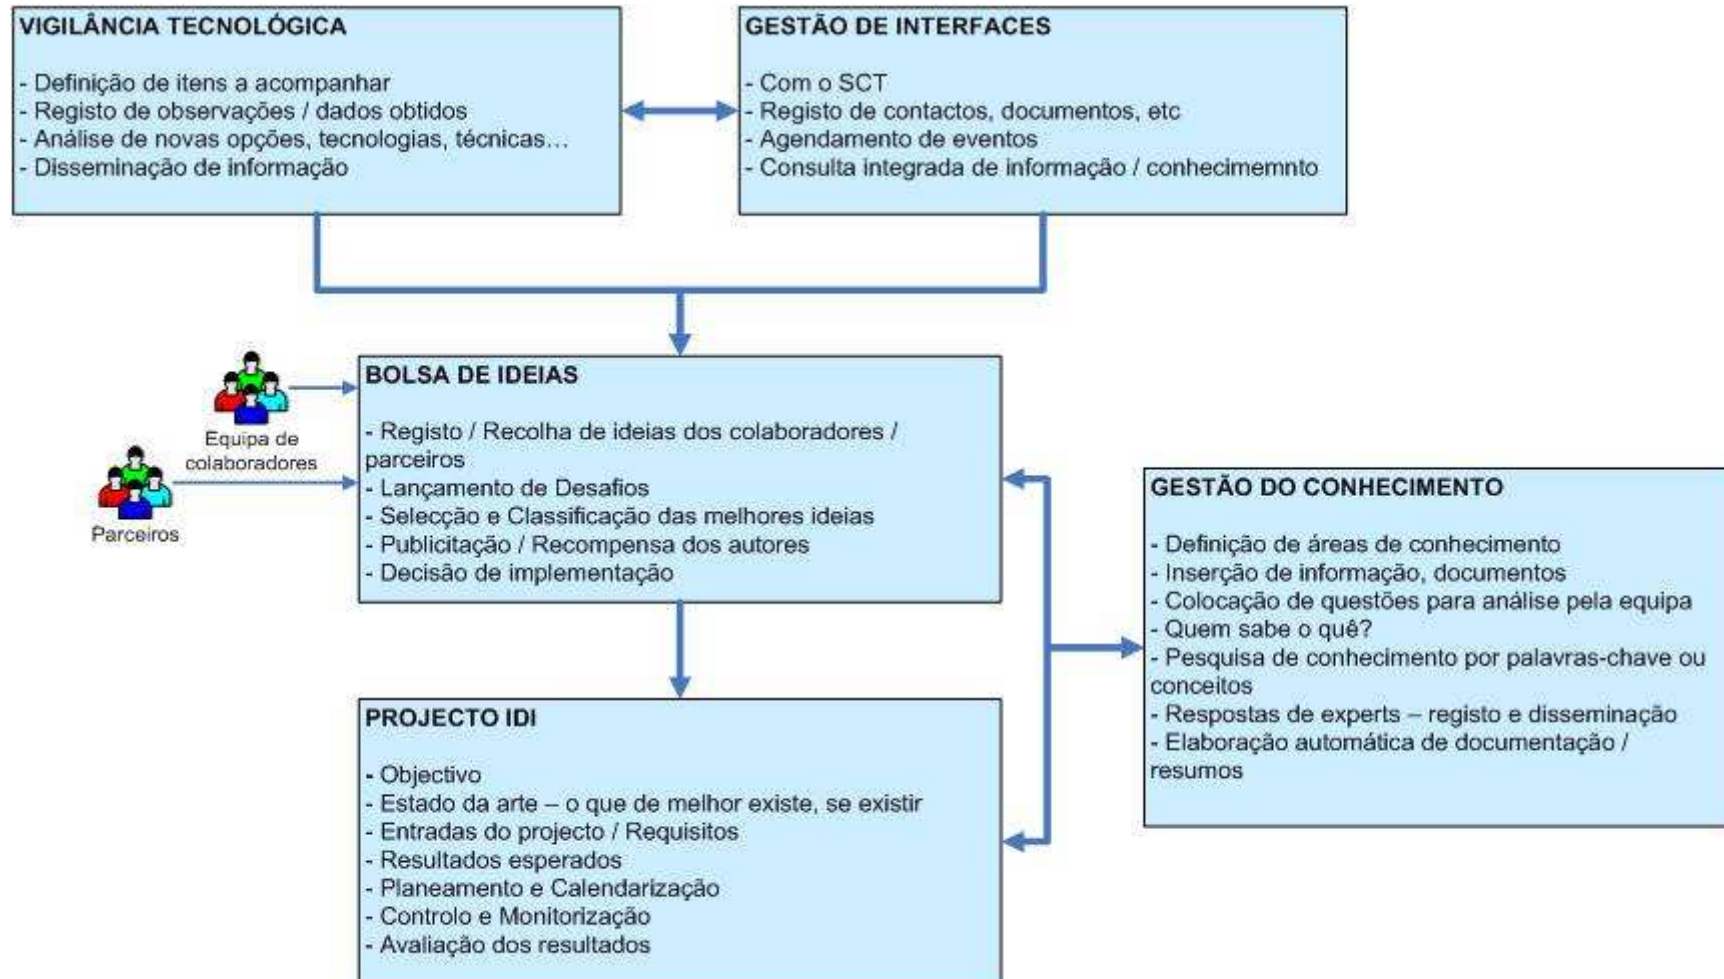 VIGILÂNCIA TECNOLÓGICA
- Definição de itens a acompanhar
- Registo de observações / dados obtidos
- Análise de novas opções, tecnologias, técnicas…
- Disseminação de informação
GESTÃO DE INTERFACES
- Com o SCT
- Registo de contactos, documentos, etc
- Agendamento de eventos
- Consulta integrada de informação / conhecimemnto
Equipa de
colaboradores
Parceiros
BOLSA DE IDEIAS
- Registo / Recolha de ideias dos colaboradores /
parceiros
- Lançamento de Desafios
- Selecção e Classificação das melhores ideias
- Publicitação / Recompensa dos autores
- Decisão de implementação
GESTÃO DO CONHECIMENTO
- Definição de áreas de conhecimento
- Inserção de informação, documentos
- Colocação de questões para análise pela equipa
- Quem sabe o quê?
- Pesquisa de conhecimento por palavras-chave ou
conceitos
- Respostas de experts – registo e disseminação
- Elaboração automática de documentação /
resumos
PROJECTO IDI
- Objectivo
- Estado da arte – o que de melhor existe, se existir
- Entradas do projecto / Requisitos
- Resultados esperados
- Planeamento e Calendarização
- Controlo e Monitorização
- Avaliação dos resultados